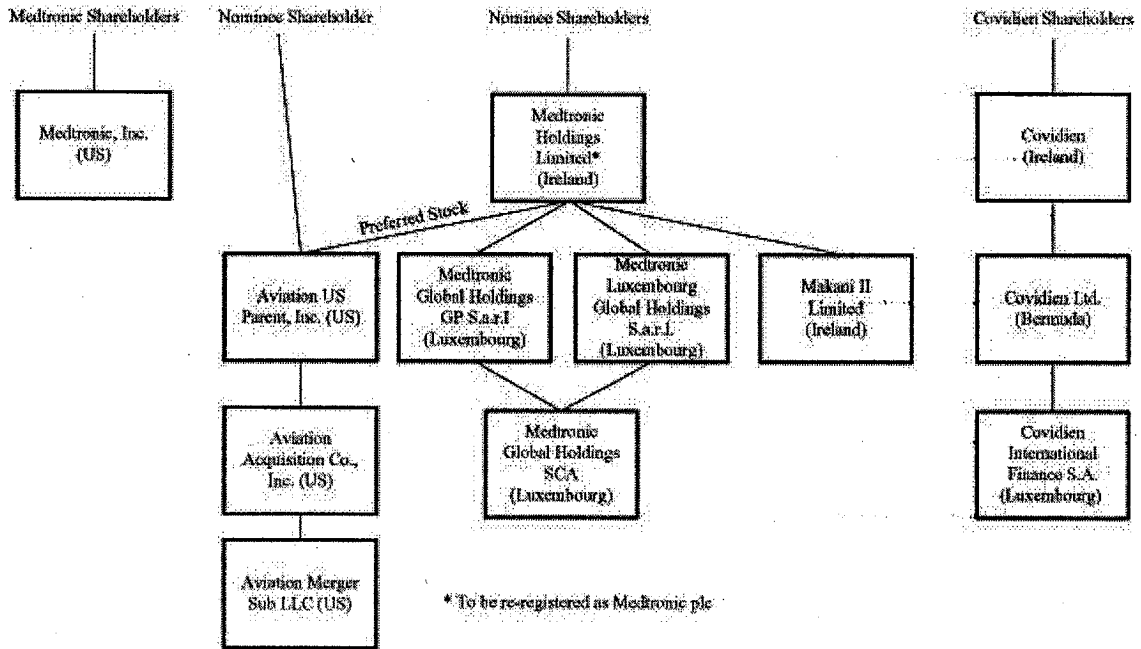 Medtronic Shareholders
Nominee Shareholder
Nominee Shareholders
Covidien Shareholders
Medtronic, Inc.
(US)
Medtronic
Holdings
Limited*
(Ireland)
Covidien
(Ireland)
Preferred Stock
Aviation US
Parent, Inc. (US)
Medtronic
Global Holdings
GP S.a.r.l
(Luxembourg)
Medtronic
Luxembourg
Global Holdings
S.a.r.l.
(Luxembourg)
Makani II
Limited
(Ireland)
Covidien Ltd.
(Bermuda)
Aviation
Acquisition Co.,
Inc. (US)
Medtronic
Global Holdings
SCA
(Luxembourg)
Covidien
International
Finance S.A.
(Luxembourg)
Aviation Merger
Sub LLC (US)
* To be re-registered as Medtronic plc